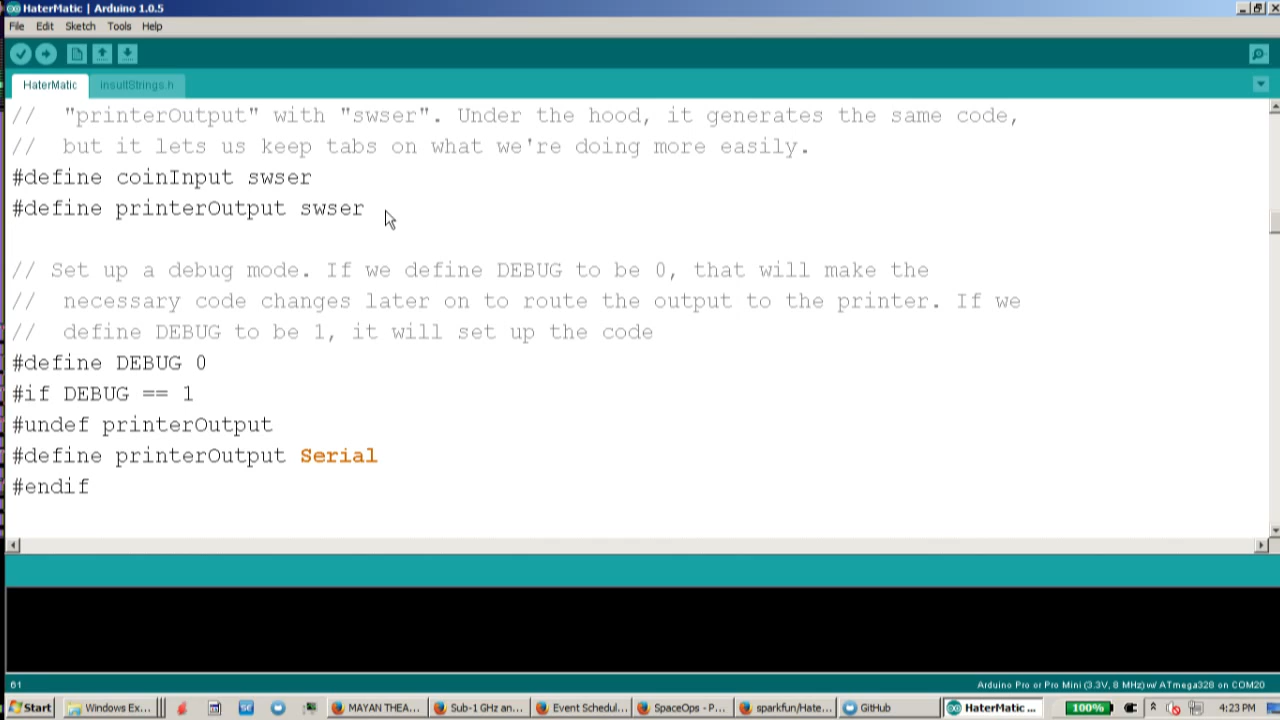 HaterMatic | Arduino 1.0.5
File Edit Sketch Tools Help
HaterMatic insultStrings.h
// "printerOutput" with "swser". Under the hood, it generates the same code,
// but it lets us keep tabs on what we're doing more easily.
#define coinInput swser
#define printerOutput swser
// Set up a debug mode. If we define DEBUG to be 0, that will make the
// necessary code changes later on to route the output to the printer. If we
// define DEBUG to be 1, it will set up the code
#define DEBUG 0
#if DEBUG == 1
#undef printerOutput
#define printerOutput Serial
#endif
61
Arduino Pro or Pro Mini (3.3V, 8 MHz) w/ ATmega328 on COM20
Start Windows Ex... MAYAN THEA... Sub-1 GHz an... Event Schedul... SpaceOps - P... sparkfun/Hate... GitHub HaterMatic ... 100% 4:23 PM